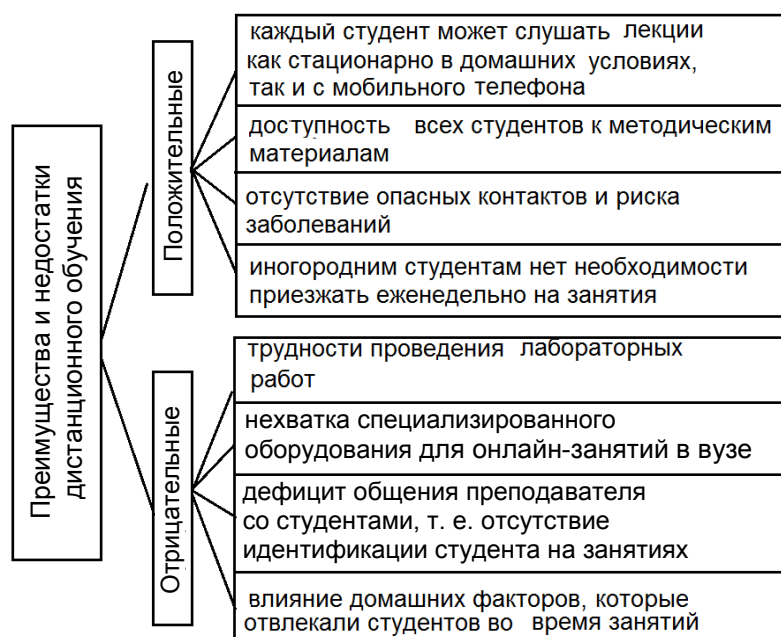 Преимущества и недостатки
дистанционного обучения
Положительные
каждый студент может слушать лекции
как стационарно в домашних условиях,
так и с мобильного телефона
доступность всех студентов к методическим
материалам
отсутствие опасных контактов и риска
заболеваний
иногородним студентам нет необходимости
приезжать еженедельно на занятия
Отрицательные
трудности проведения лабораторных
работ
нехватка специализированного
оборудования для онлайн-занятий в вузе
дефицит общения преподавателя
со студентами, т. е. отсутствие
идентификации студента на занятиях
влияние домашних факторов, которые
отвлекали студентов во время занятий